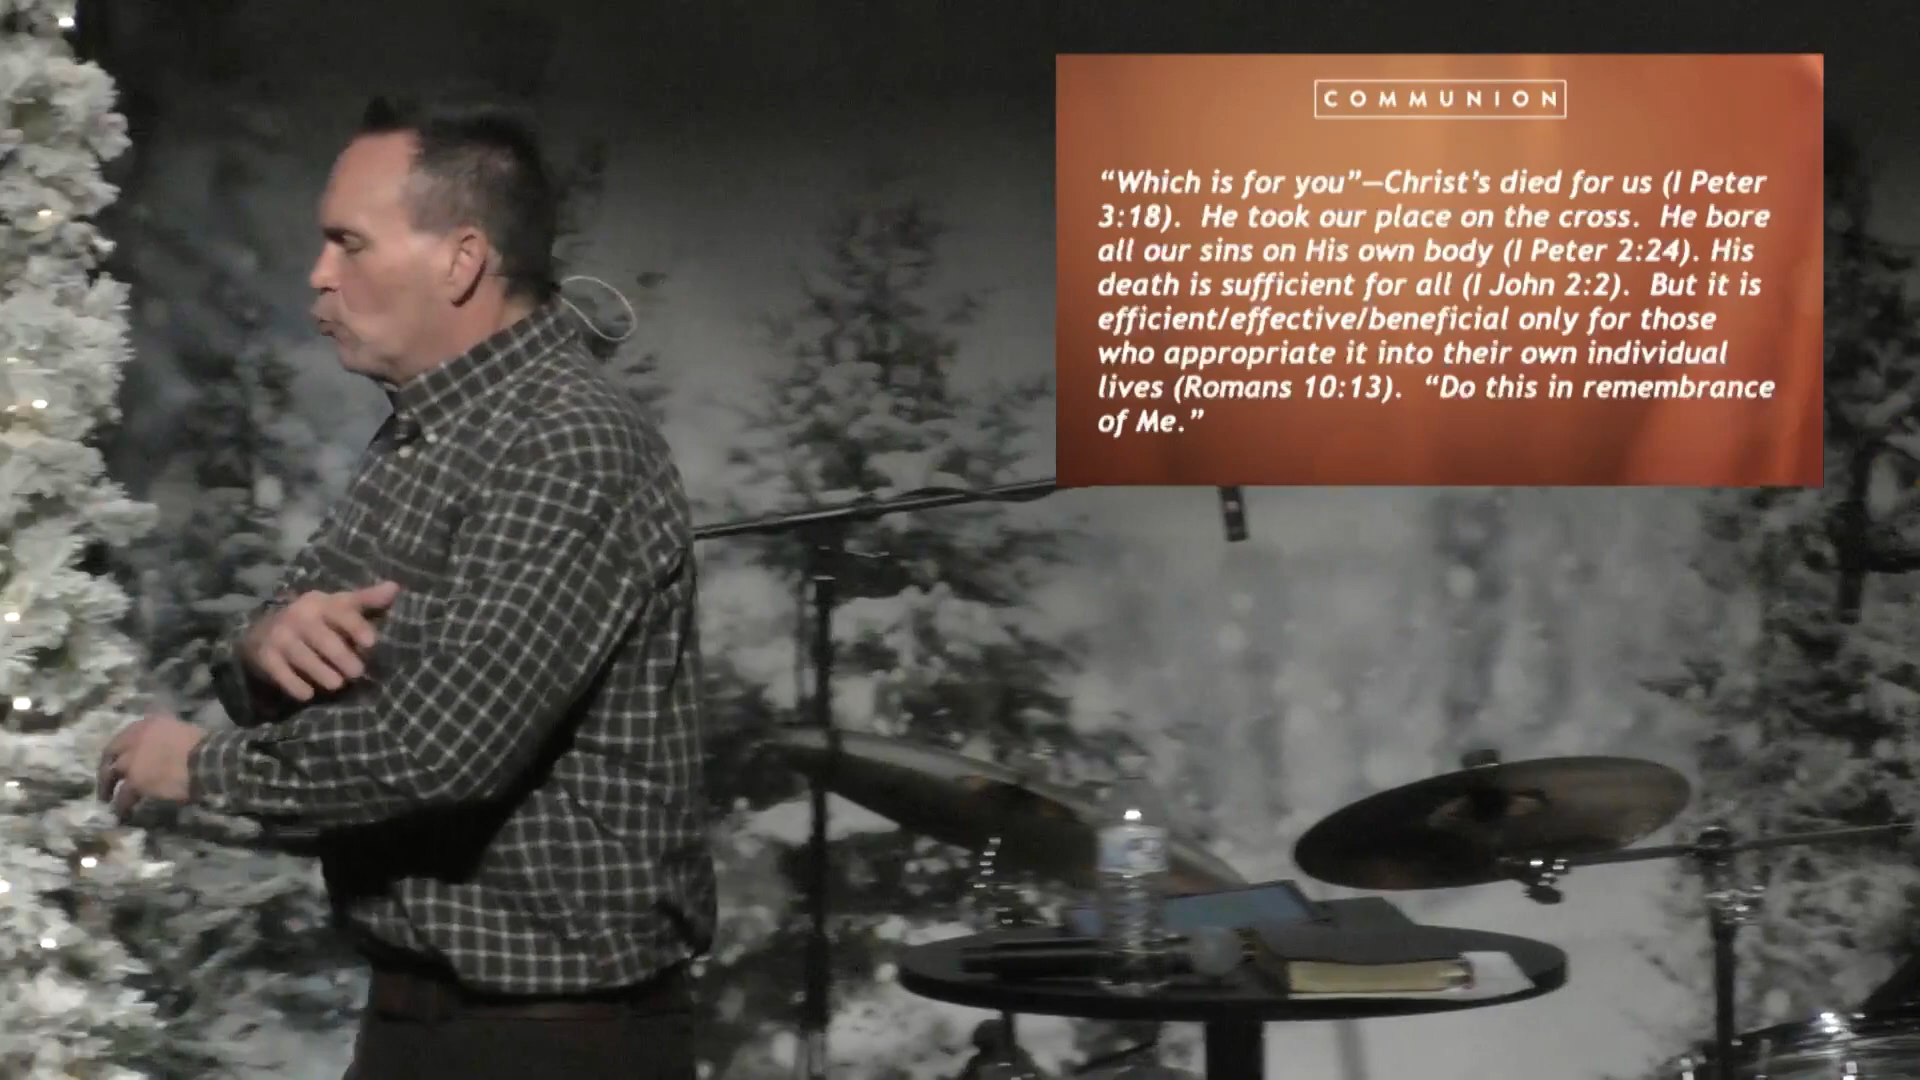 COMMUNION
“Which is for you”—Christ’s died for us (I Peter
3:18).  He took our place on the cross.  He bore
all our sins on His own body (I Peter 2:24). His
death is sufficient for all (I John 2:2).  But it is
efficient/effective/beneficial only for those
who appropriate it into their own individual
lives (Romans 10:13).  “Do this in remembrance
of Me.”